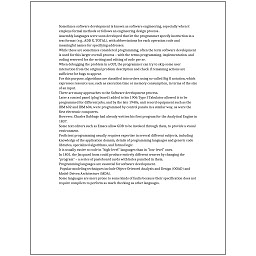 Sometimes software development is known as software engineering, especially when it
employs formal methods or follows an engineering design process.
Assembly languages were soon developed that let the programmer specify instruction in a
text format (e.g., ADD X, TOTAL), with abbreviations for each operation code and
meaningful names for specifying addresses.
While these are sometimes considered programming, often the term software development
is used for this larger overall process – with the terms programming, implementation, and
coding reserved for the writing and editing of code per se.
When debugging the problem in a GUI, the programmer can try to skip some user
interaction from the original problem description and check if remaining actions are
sufficient for bugs to appear.
For this purpose, algorithms are classified into orders using so-called Big O notation, which
expresses resource use, such as execution time or memory consumption, in terms of the size
of an input.
There are many approaches to the Software development process.
Later a control panel (plug board) added to his 1906 Type I Tabulator allowed it to be
programmed for different jobs, and by the late 1940s, unit record equipment such as the
IBM 602 and IBM 604, were programmed by control panels in a similar way, as were the
first electronic computers.
However, Charles Babbage had already written his first program for the Analytical Engine in
1837.
Some text editors such as Emacs allow GDB to be invoked through them, to provide a visual
environment.
Proficient programming usually requires expertise in several different subjects, including
knowledge of the application domain, details of programming languages and generic code
libraries, specialized algorithms, and formal logic.
It is usually easier to code in "high-level" languages than in "low-level" ones.
In 1801, the Jacquard loom could produce entirely different weaves by changing the
"program" – a series of pasteboard cards with holes punched in them.
Programming languages are essential for software development.
Popular modeling techniques include Object-Oriented Analysis and Design (OOAD) and
Model-Driven Architecture (MDA).
Some languages are more prone to some kinds of faults because their specification does not
require compilers to perform as much checking as other languages.